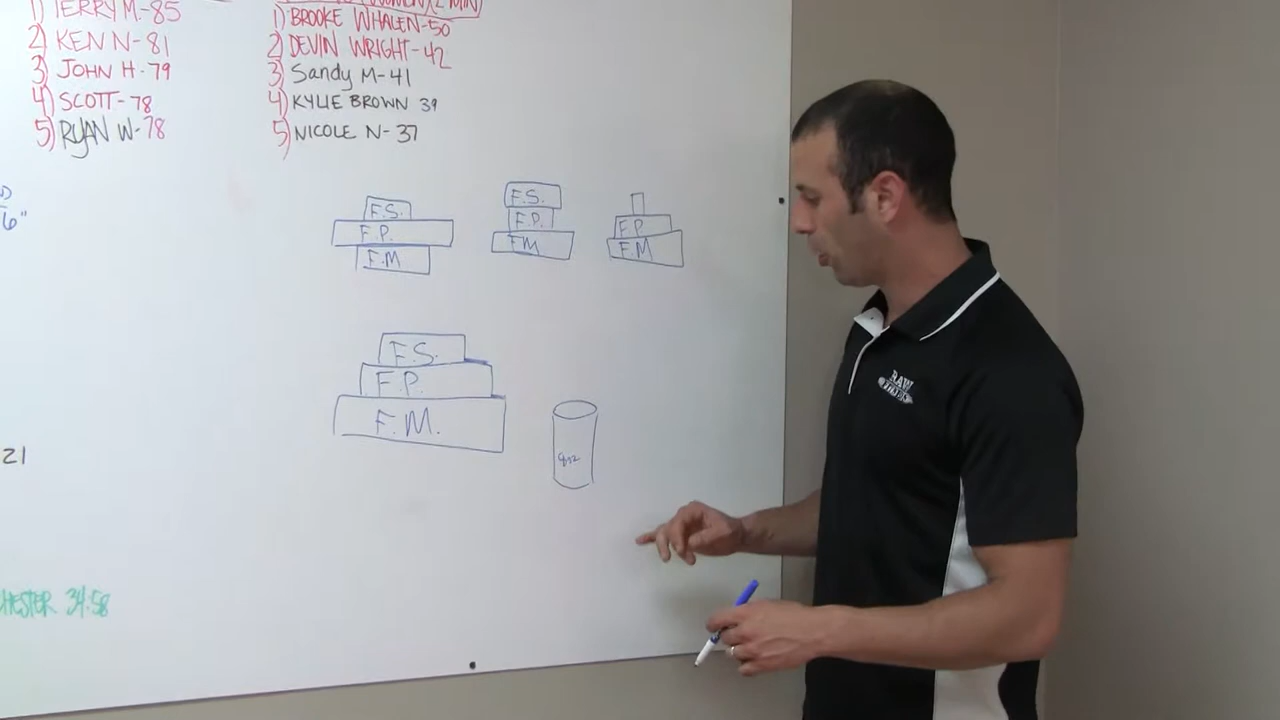 1) TERRY M.-85
2) KEN N-81
3) JOHN H-79
4) SCOTT-78
5) RYAN W-78
1) BROOKE WHALEN-50
2) DEVIN WRIGHT-42
3) Sandy M-41
4) KYLIE BROWN 39
5) NICOLE N-37
6"
F.S.
F.P.
F.M
F.S.
F.P.
F.M
F.P
F.M
F.S.
F.P.
F.M.
21
HESTER 34:58
RAW